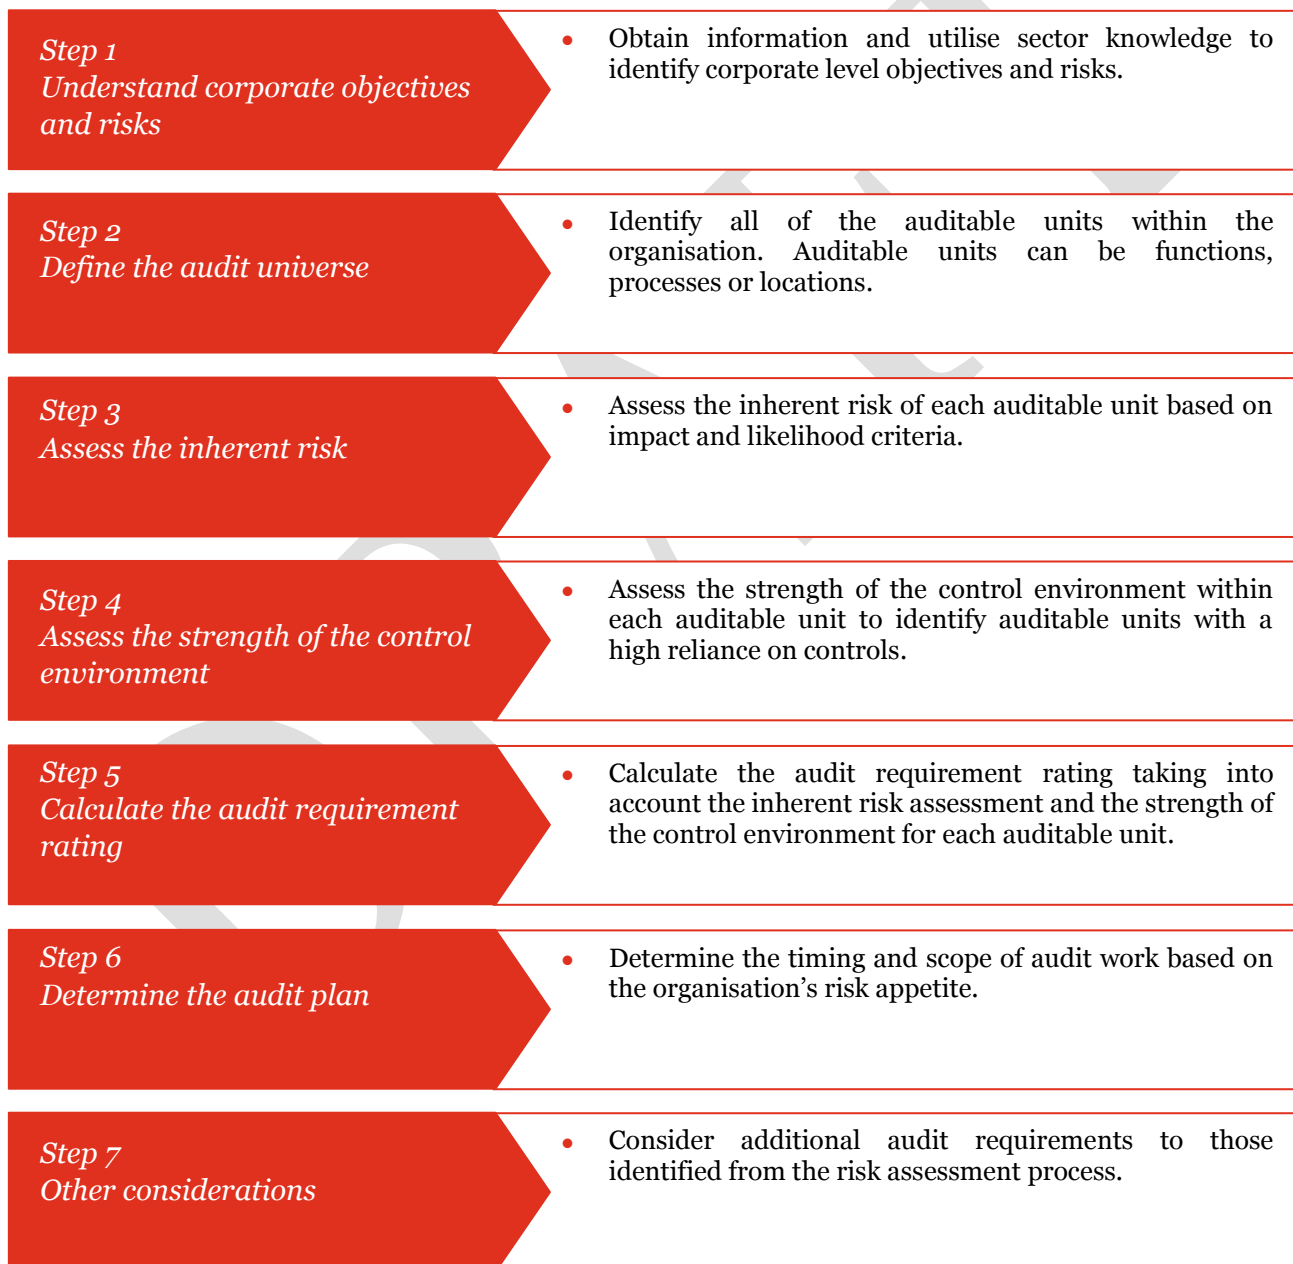 Step 1
Understand corporate objectives
and risks
• Obtain information and utilise sector knowledge to
identify corporate level objectives and risks.
Step 2
Define the audit universe
• Identify all of the auditable units within the
organisation. Auditable units can be functions,
processes or locations.
Step 3
Assess the inherent risk
• Assess the inherent risk of each auditable unit based on
impact and likelihood criteria.
Step 4
Assess the strength of the control
environment
• Assess the strength of the control environment within
each auditable unit to identify auditable units with a
high reliance on controls.
Step 5
Calculate the audit requirement
rating
• Calculate the audit requirement rating taking into
account the inherent risk assessment and the strength of
the control environment for each auditable unit.
Step 6
Determine the audit plan
• Determine the timing and scope of audit work based on
the organisation’s risk appetite.
Step 7
Other considerations
• Consider additional audit requirements to those
identified from the risk assessment process.